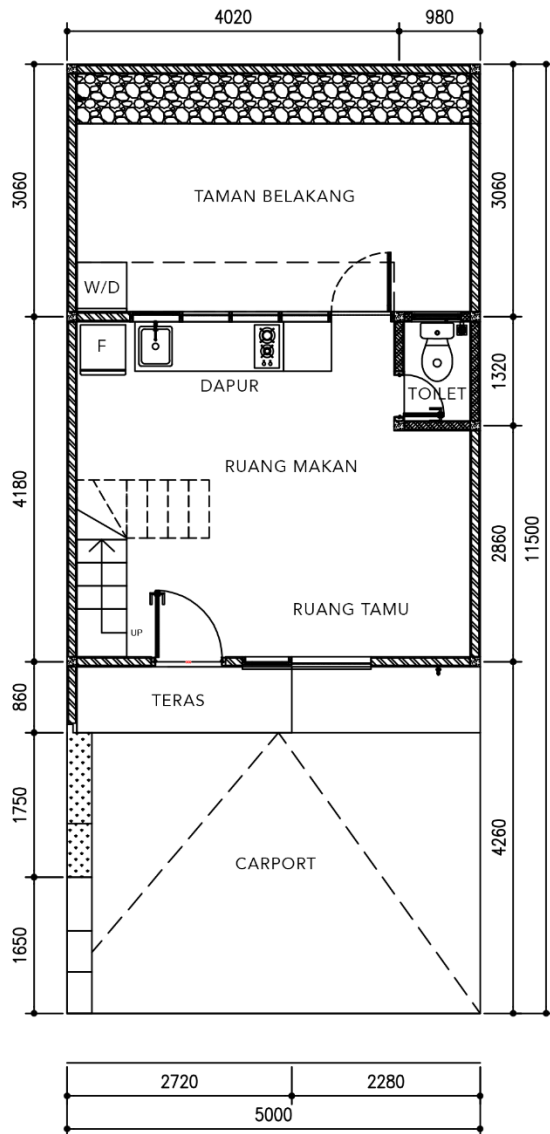 4020
980
3060
3060
TAMAN BELAKANG
W/D
F
DAPUR
TOILET
1320
RUANG MAKAN
4180
2860
11500
RUANG TAMU
UP
860
TERAS
1750
4260
CARPORT
1650
2720
2280
5000